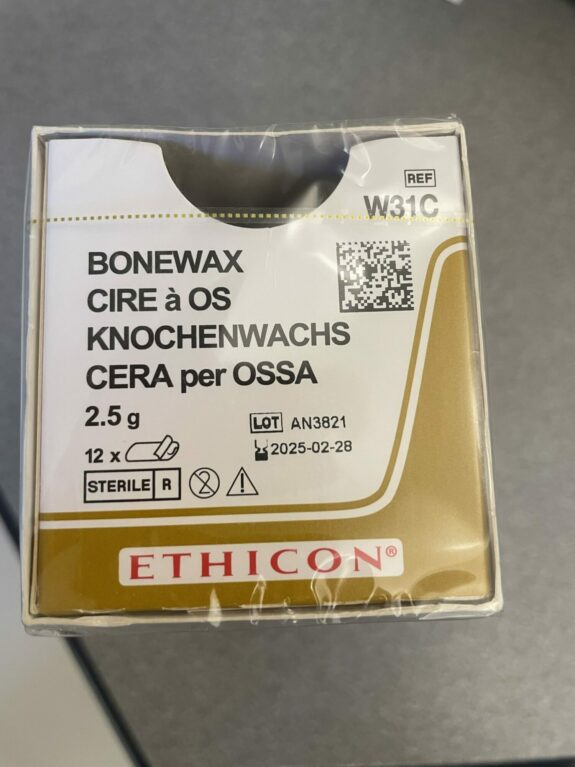 REF
W31C
BONEWAX
CIRE à OS
KNOCHENWACHS
CERA per OSSA
2.5 g
LOT AN3821
12 x
2025-02-28
STERILE R
2
ETHICON®